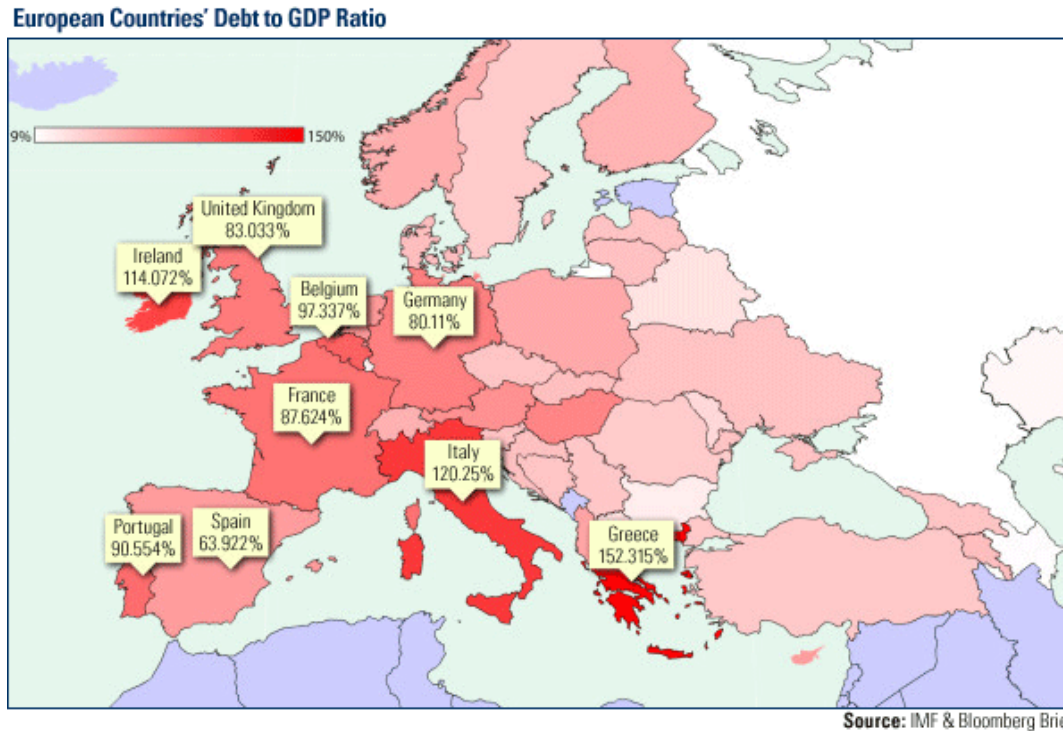 European Countries' Debt to GDP Ratio
9%
150%
United Kingdom
83.033%
Ireland
114.072%
Belgium
97.337%
Germany
80.11%
France
87.624%
Italy
120.25%
Portugal
90.554%
Spain
63.922%
Greece
152.315%
Source: IMF & Bloomberg Brie